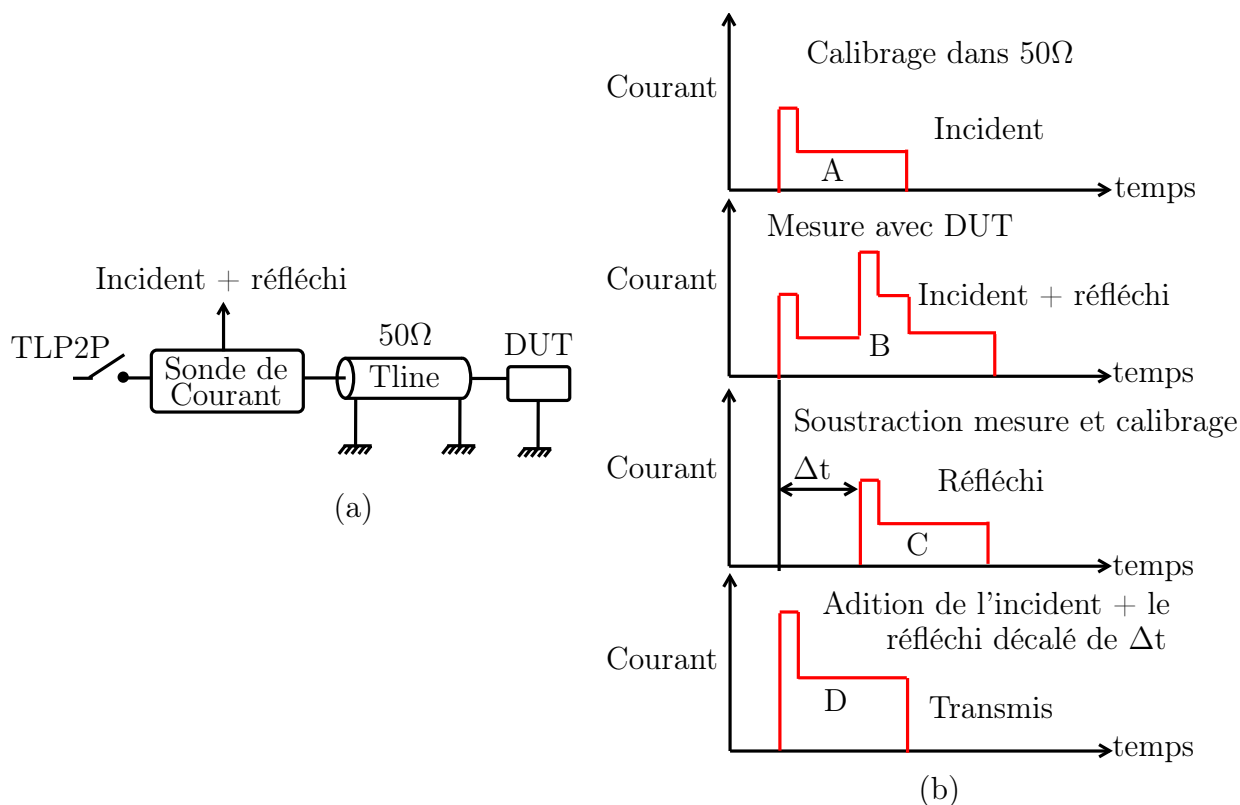 Incident + réfléchi
TLP2P
Sonde de
Courant
50Ω
Tline
DUT
(a)
Calibrage dans 50Ω
Courant
Incident
A
temps
Mesure avec DUT
Courant
Incident + réfléchi
B
temps
Soustraction mesure et calibrage
Courant
Δt
Réfléchi
C
temps
Adition de l'incident + le
réfléchi décalé de Δt
Courant
D
Transmis
temps
(b)